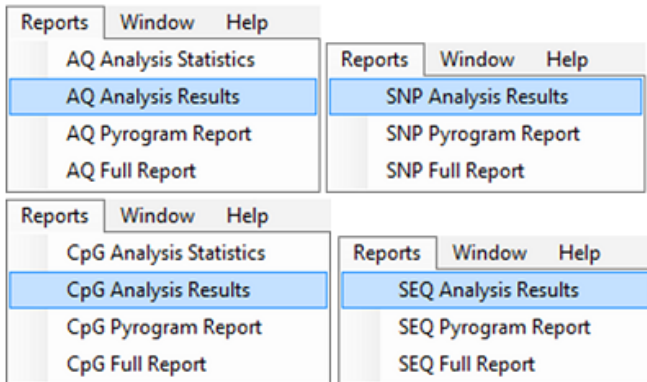 Reports Window Help
AQ Analysis Statistics
AQ Analysis Results
AQ Pyrogram Report
AQ Full Report
Reports Window Help
SNP Analysis Results
SNP Pyrogram Report
SNP Full Report
Reports Window Help
CpG Analysis Statistics
CpG Analysis Results
CpG Pyrogram Report
CpG Full Report
Reports Window Help
SEQ Analysis Results
SEQ Pyrogram Report
SEQ Full Report